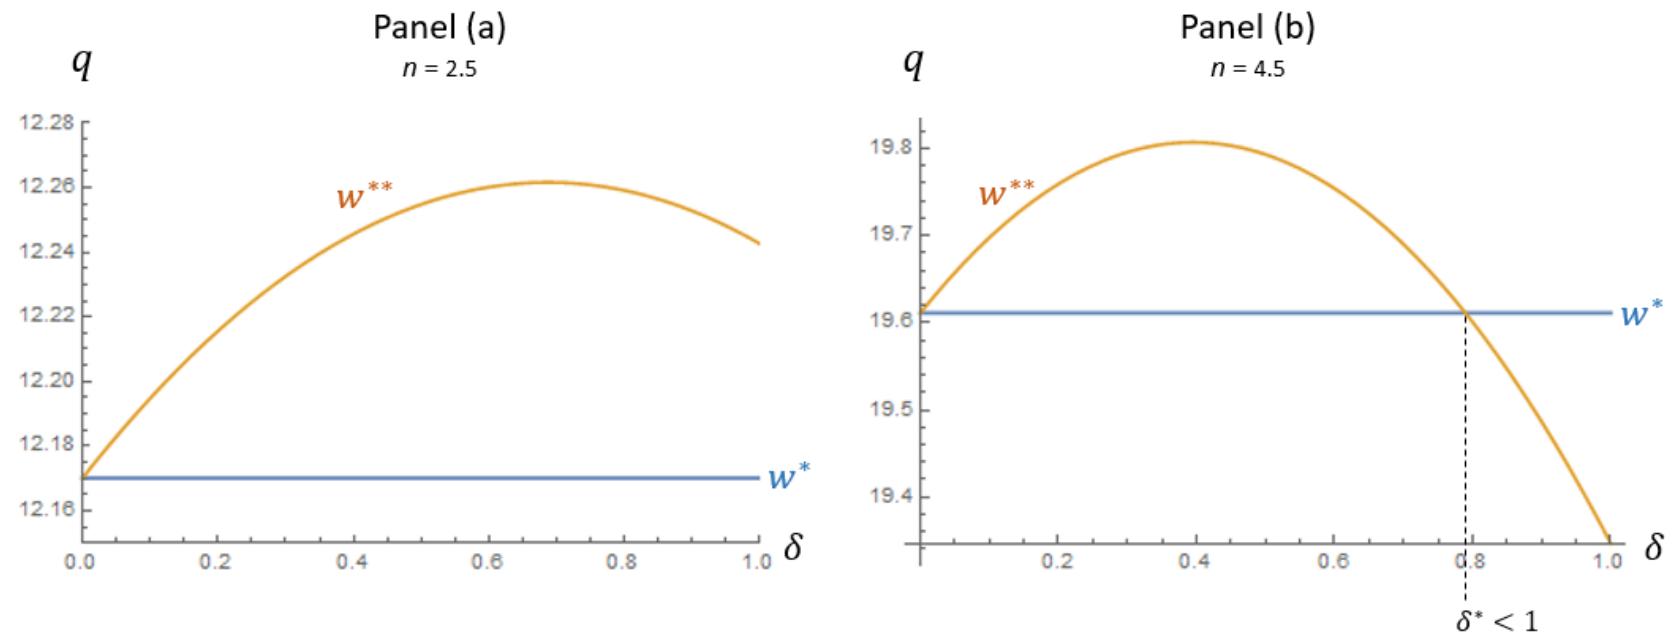 Panel (a)
n = 2.5
q
12.28
12.26
12.24
12.22
12.20
12.18
12.16
w**
w*
0.0 0.2 0.4 0.6 0.8 1.0
δ
Panel (b)
n = 4.5
q
19.8
19.7
19.6
19.5
19.4
w**
w*
0.2 0.4 0.6 0.8 1.0
δ
δ* < 1